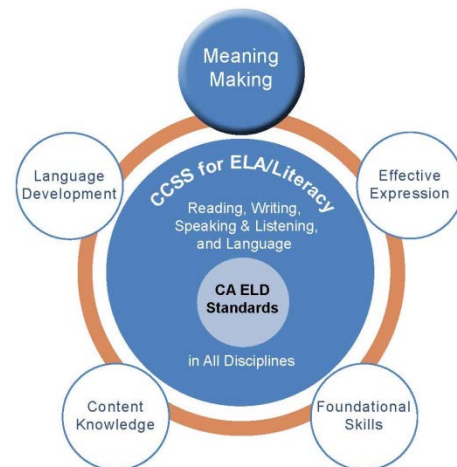 Meaning
Making
Language
Development
Effective
Expression
CCSS for ELA/Literacy
Reading, Writing,
Speaking & Listening,
and Language
CA ELD
Standards
in All Disciplines
Content
Knowledge
Foundational
Skills